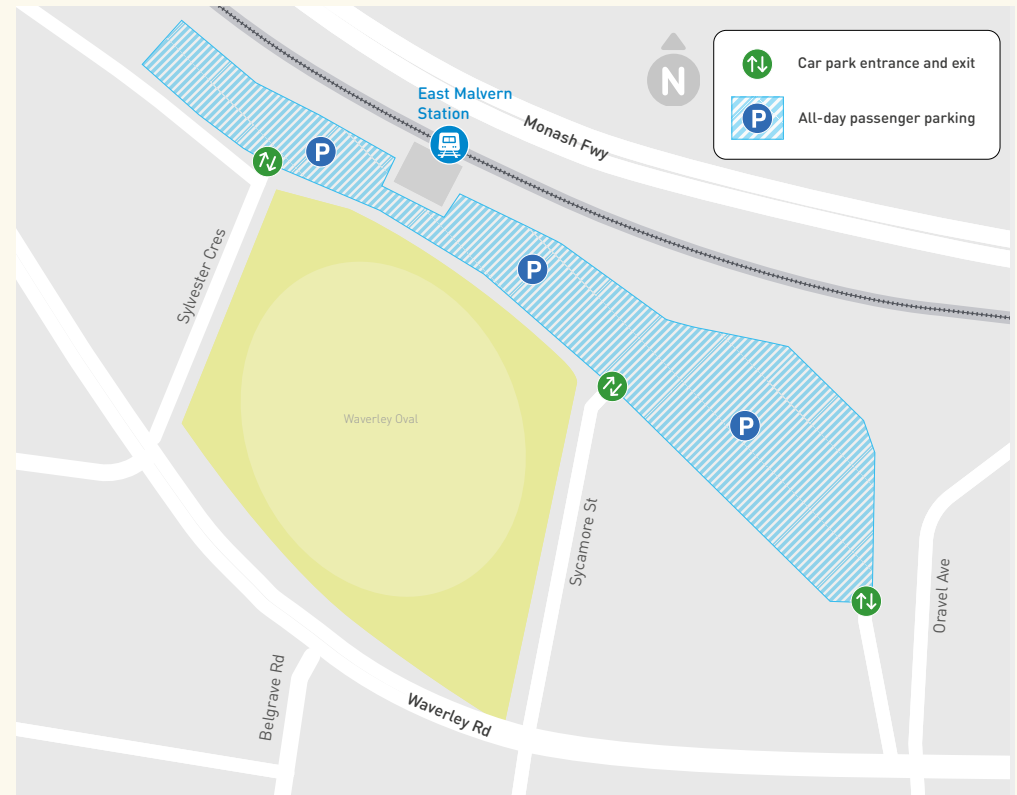 East Malvern
Station
Monash Fwy
N
Car park entrance and exit
P
All-day passenger parking
P
Sylvester Cres
P
Waverley Oval
P
Sycamore St
Oravel Ave
Belgrave Rd
Waverley Rd